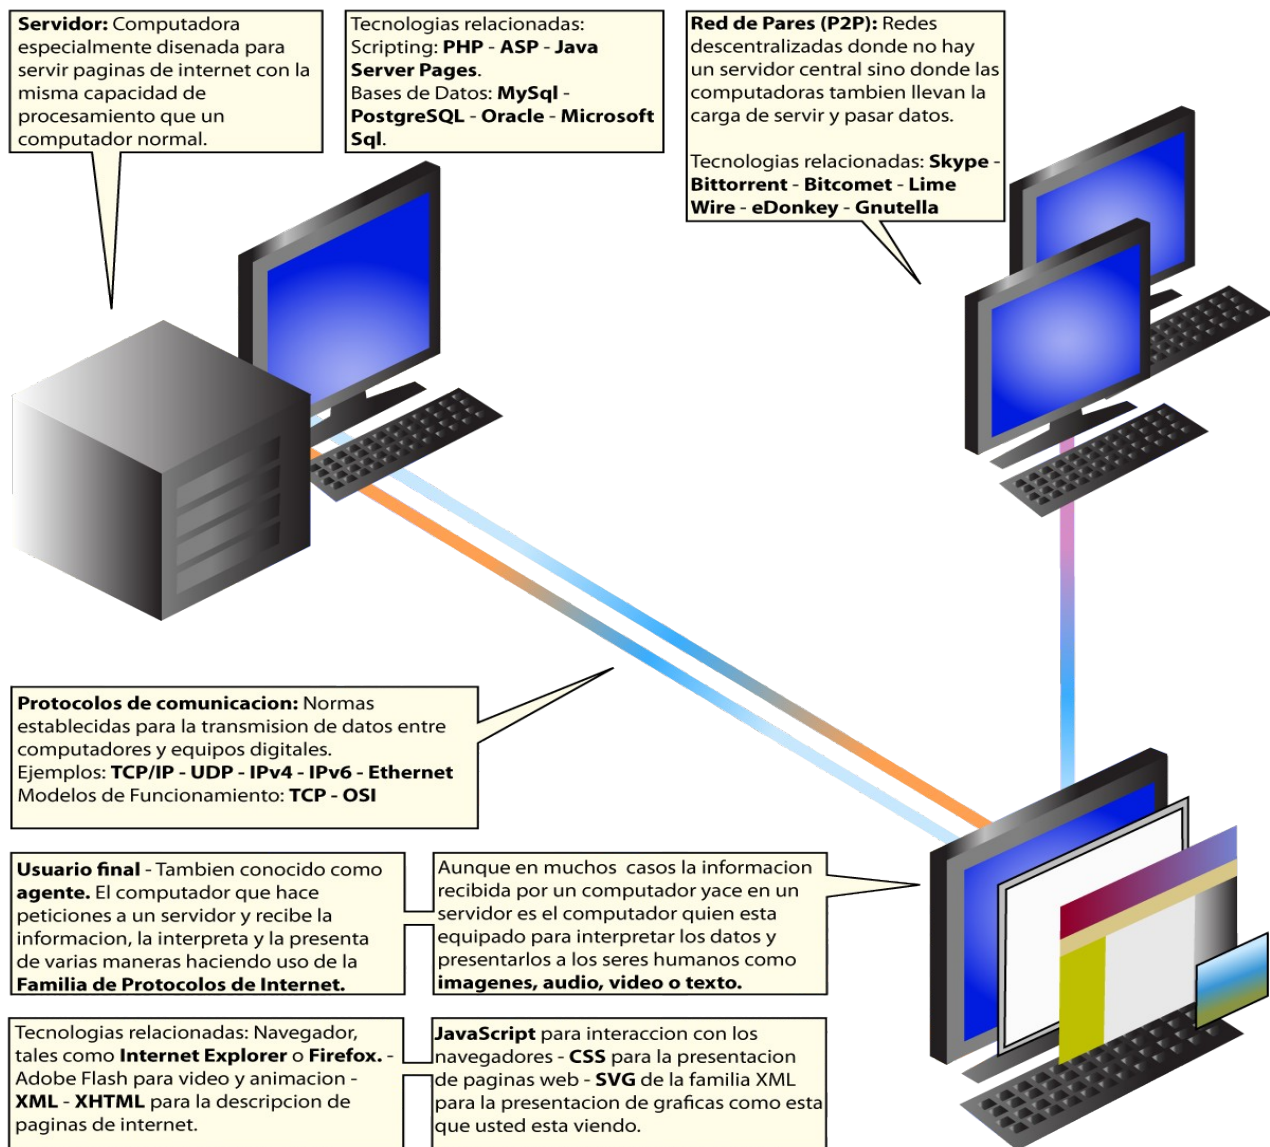 Servidor: Computadora
especialmente disenada para
servir paginas de internet con la
misma capacidad de
procesamiento que un
computador normal.
Tecnologias relacionadas:
Scripting: PHP - ASP - Java
Server Pages.
Bases de Datos: MySql -
PostgreSQL - Oracle - Microsoft
Sql.
Red de Pares (P2P): Redes
descentralizadas donde no hay
un servidor central sino donde las
computadoras tambien llevan la
carga de servir y pasar datos.
Tecnologias relacionadas: Skype -
Bittorrent - Bitcomet - Lime
Wire - eDonkey - Gnutella
Protocolos de comunicacion: Normas
establecidas para la transmision de datos entre
computadores y equipos digitales.
Ejemplos: TCP/IP - UDP - IPv4 - IPv6 - Ethernet
Modelos de Funcionamiento: TCP - OSI
Usuario final - Tambien conocido como
agente. El computador que hace
peticiones a un servidor y recibe la
informacion, la interpreta y la presenta
de varias maneras haciendo uso de la
Familia de Protocolos de Internet.
Aunque en muchos casos la informacion
recibida por un computador yace en un
servidor es el computador quien esta
equipado para interpretar los datos y
presentarlos a los seres humanos como
imagenes, audio, video o texto.
Tecnologias relacionadas: Navegador,
tales como Internet Explorer o Firefox. -
Adobe Flash para video y animacion -
XML - XHTML para la descripcion de
paginas de internet.
JavaScript para interaccion con los
navegadores - CSS para la presentacion
de paginas web - SVG de la familia XML
para la presentacion de graficas como esta
que usted esta viendo.